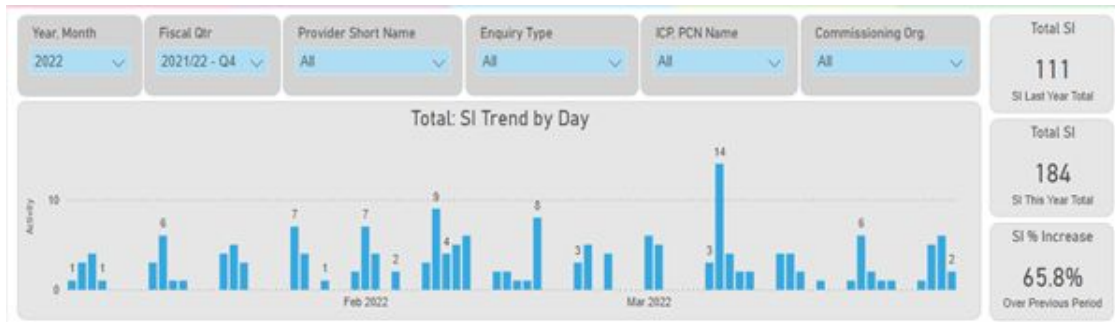 Year, Month
2022
Fiscal Qtr
2021/22 - Q4
Provider Short Name
All
Enquiry Type
All
ICP, PCN Name
All
Commissioning Org.
All
Total: SI Trend by Day
Activity
10
0
1
1
6
7
1
7
2
9
4
8
3
3
14
6
2
Feb 2022
Mar 2022
Total SI
111
SI Last Year Total
Total SI
184
SI This Year Total
SI % Increase
65.8%
Over Previous Period